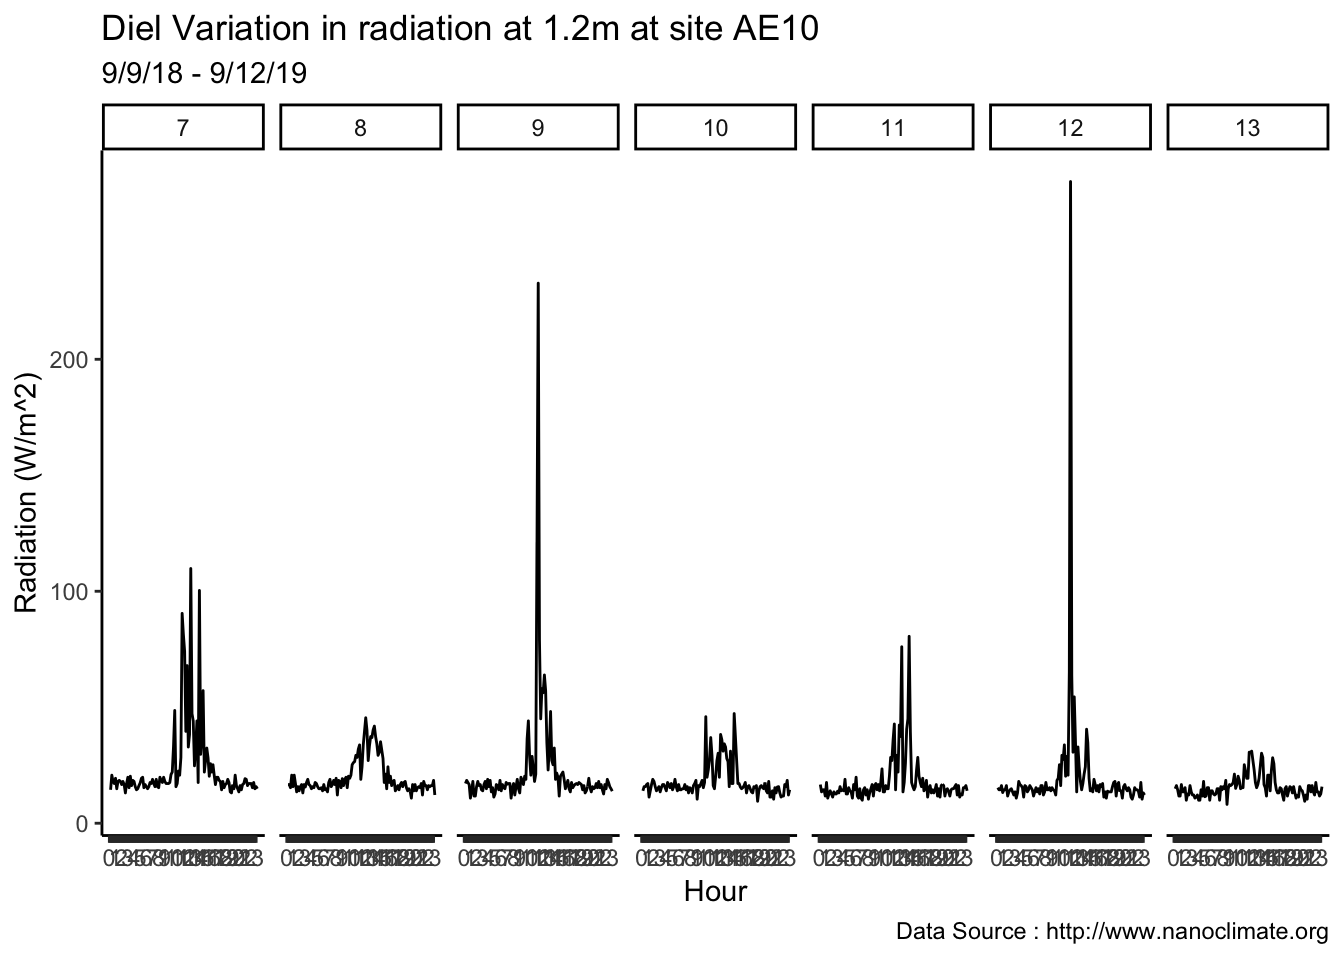 Diel Variation in radiation at 1.2m at site AE10
9/9/18 - 9/12/19
7 8 9 10 11 12 13
200
100
0
Radiation (W/m^2)
Hour
Data Source : http://www.nanoclimate.org